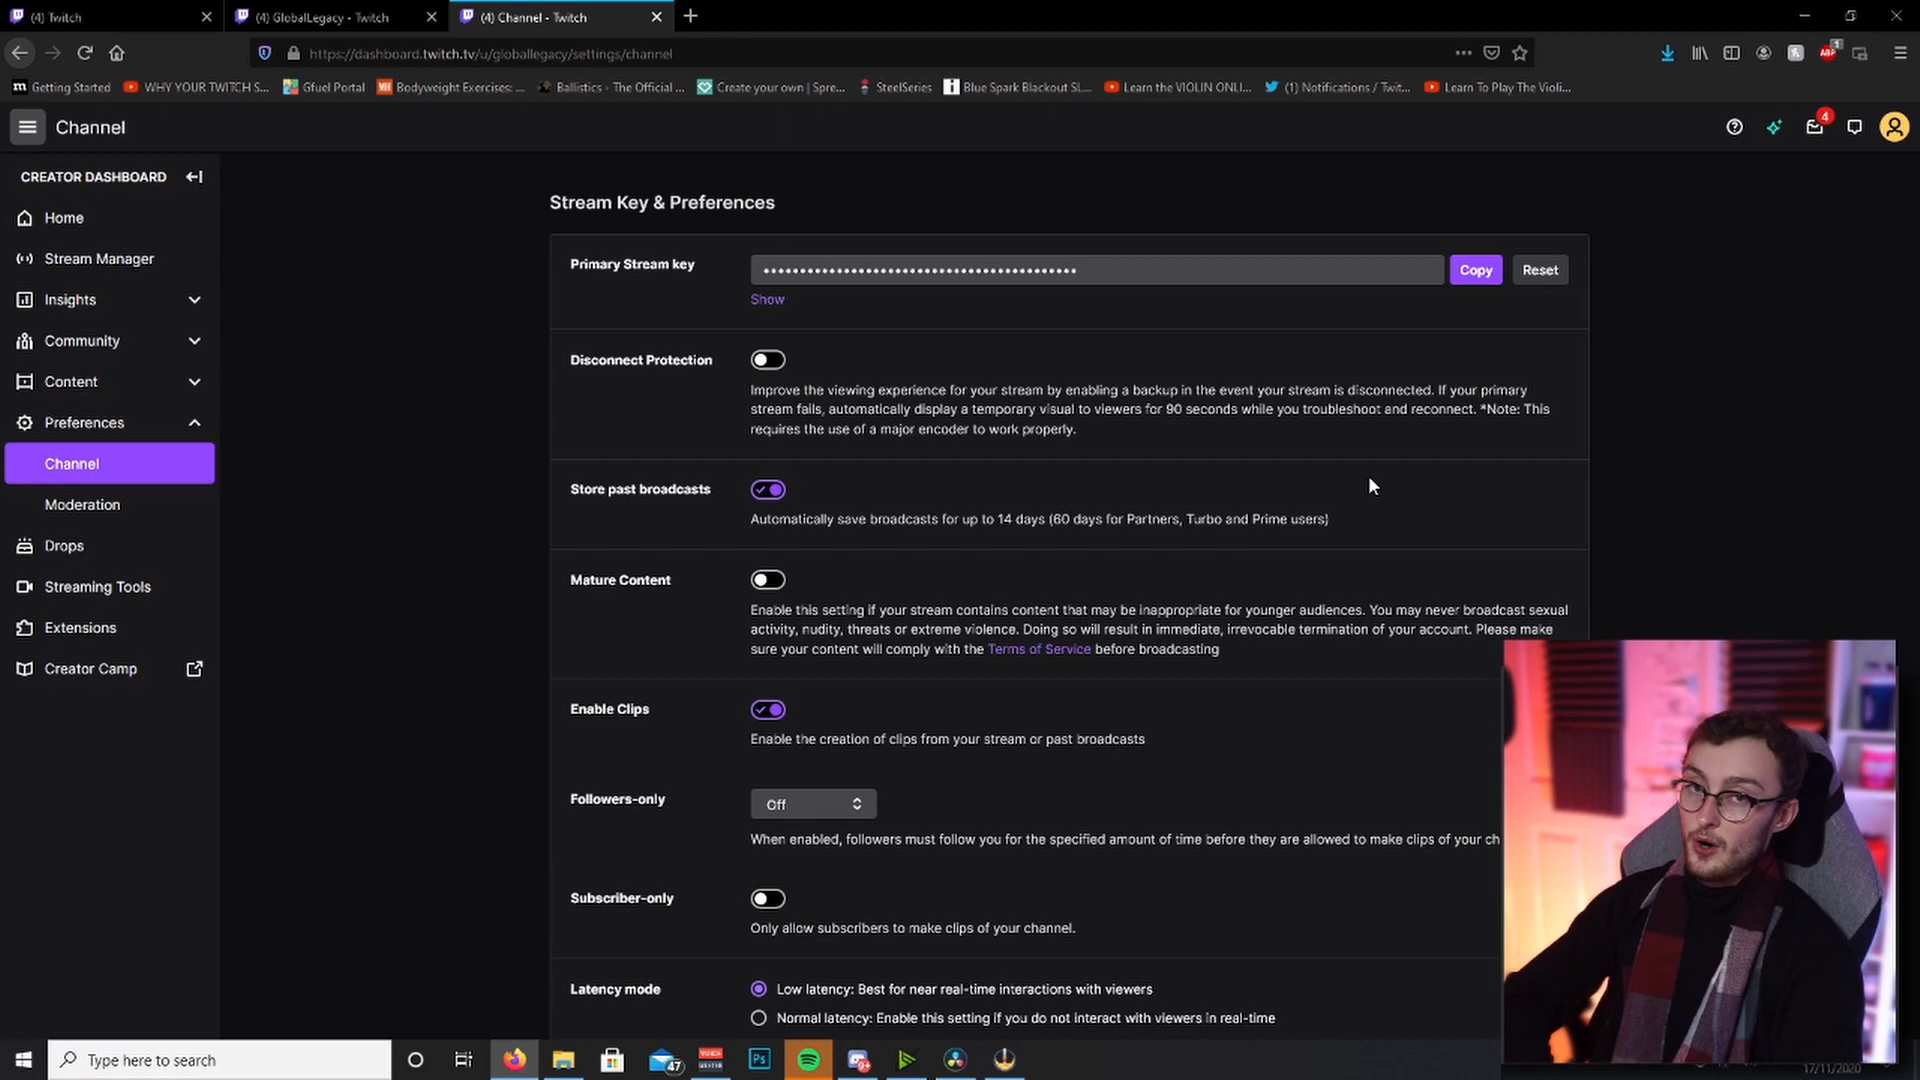 (4) Twitch
(4) GlobalLegacy - Twitch
(4) Channel - Twitch
https://dashboard.twitch.tv/u/globallegacy/settings/channel
ABP
1
Getting Started
WHY YOUR TWITCH S...
Gfuel Portal
Bodyweight Exercises: ...
Ballistics - The Official ...
Create your own | Spre...
SteelSeries
Blue Spark Blackout SL...
Learn the VIOLIN ONLI...
(1) Notifications / Twit...
Learn To Play The Violi...
Channel
4
CREATOR DASHBOARD
Home
Stream Manager
Insights
Community
Content
Preferences
Channel
Moderation
Drops
Streaming Tools
Extensions
Creator Camp
Stream Key & Preferences
Primary Stream key
Copy
Reset
Show
Disconnect Protection
Improve the viewing experience for your stream by enabling a backup in the event your stream is disconnected. If your primary
stream fails, automatically display a temporary visual to viewers for 90 seconds while you troubleshoot and reconnect. *Note: This
requires the use of a major encoder to work properly.
Store past broadcasts
Automatically save broadcasts for up to 14 days (60 days for Partners, Turbo and Prime users)
Mature Content
Enable this setting if your stream contains content that may be inappropriate for younger audiences. You may never broadcast sexual
activity, nudity, threats or extreme violence. Doing so will result in immediate, irrevocable termination of your account. Please make
sure your content will comply with the Terms of Service before broadcasting
Enable Clips
Enable the creation of clips from your stream or past broadcasts
Followers-only
Off
When enabled, followers must follow you for the specified amount of time before they are allowed to make clips of your ch
Subscriber-only
Only allow subscribers to make clips of your channel.
Latency mode
Low latency: Best for near real-time interactions with viewers
Normal latency: Enable this setting if you do not interact with viewers in real-time
Type here to search
47
Ps
17/11/2020